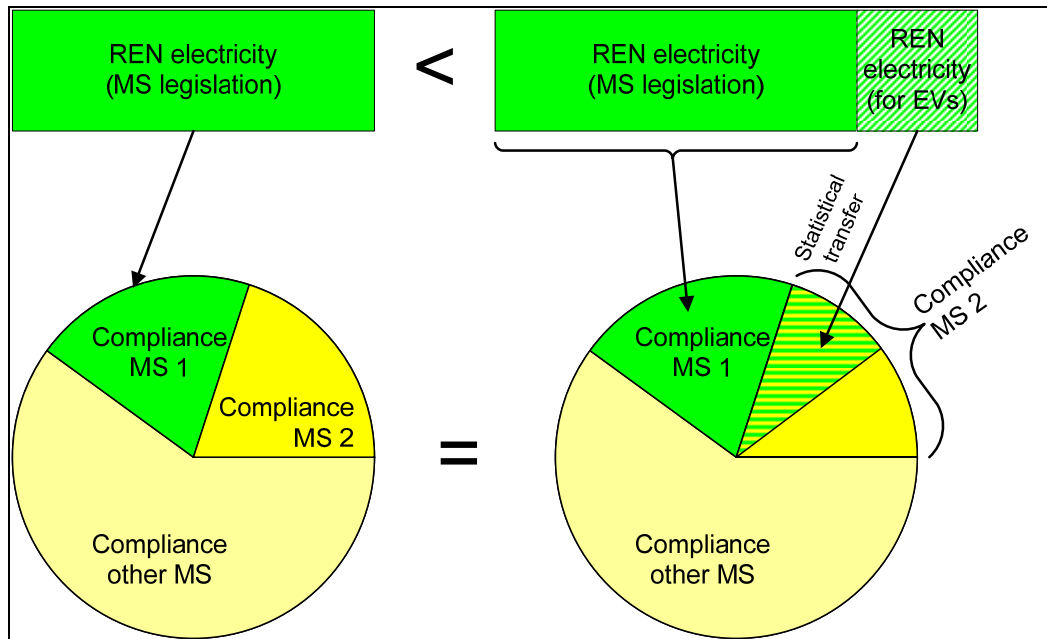 REN electricity
(MS legislation)
<
REN electricity
(MS legislation)
REN
electricity
(for EVs)
Statistical
transfer
Compliance
MS 2
Compliance
MS 1
Compliance
MS 2
Compliance
other MS
=
Compliance
MS 1
Compliance
other MS